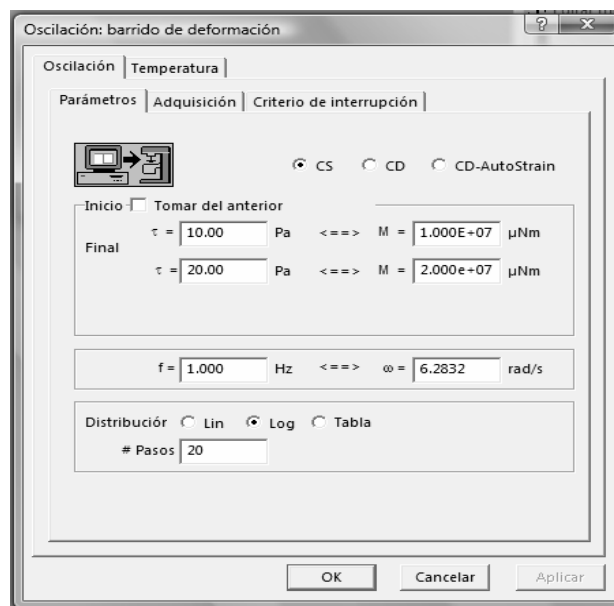 Oscilación: barrido de deformación
Oscilación Temperatura
Parámetros Adquisición Criterio de interrupción
CS CD CD-AutoStrain
Inicio Tomar del anterior
τ = 10.00 Pa <==> M = 1.000E+07 µNm
Final
τ = 20.00 Pa <==> M = 2.000e+07 µNm
f = 1.000 Hz <==> ω = 6.2832 rad/s
Distribuciór Lin Log Tabla
# Pasos 20
OK Cancelar Aplicar